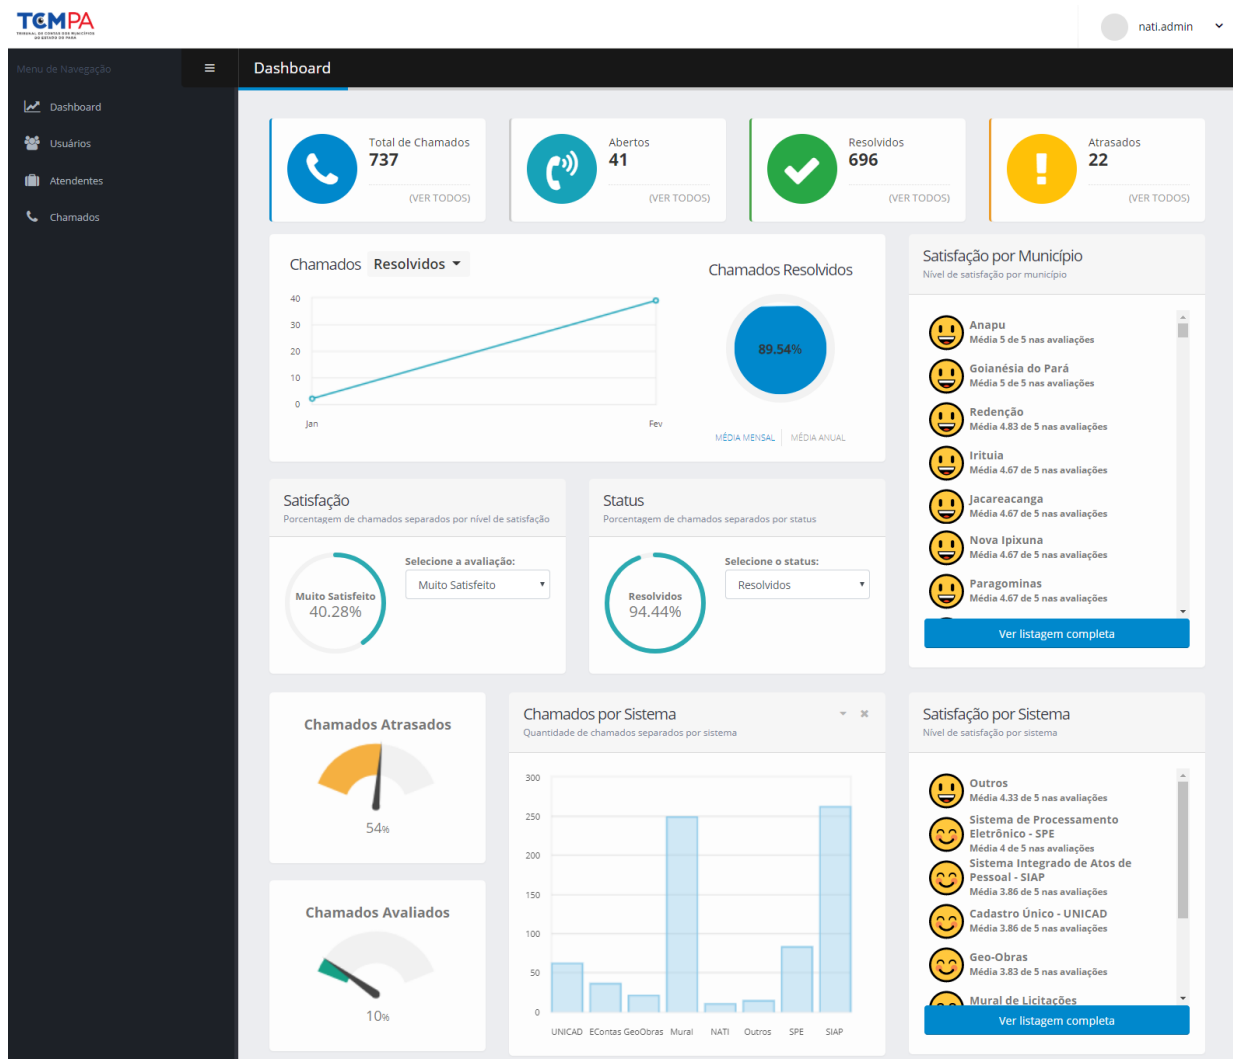 TCMPA
TRIBUNAL DE CONTAS DOS MUNICÍPIOS
DO ESTADO DO PARÁ
nati.admin
Menu de Navegação
Dashboard
Dashboard
Usuários
Atendentes
Chamados
Total de Chamados
737
(VER TODOS)
Abertos
41
(VER TODOS)
Resolvidos
696
(VER TODOS)
Atrasados
22
(VER TODOS)
Chamados Resolvidos
40
30
20
10
0
Jan
Fev
Chamados Resolvidos
89.54%
MÉDIA MENSAL
MÉDIA ANUAL
Satisfação por Município
Nível de satisfação por município
Anapu
Média 5 de 5 nas avaliações
Goianésia do Pará
Média 5 de 5 nas avaliações
Redenção
Média 4.83 de 5 nas avaliações
Irituia
Média 4.67 de 5 nas avaliações
Jacareacanga
Média 4.67 de 5 nas avaliações
Nova Ipixuna
Média 4.67 de 5 nas avaliações
Paragominas
Média 4.67 de 5 nas avaliações
Ver listagem completa
Satisfação
Porcentagem de chamados separados por nível de satisfação
Muito Satisfeito
40.28%
Selecione a avaliação:
Muito Satisfeito
Status
Porcentagem de chamados separados por status
Resolvidos
94.44%
Selecione o status:
Resolvidos
Chamados Atrasados
54%
Chamados Avaliados
10%
Chamados por Sistema
Quantidade de chamados separados por sistema
300
250
200
150
100
50
0
UNICAD EContas GeoObras Mural NATI Outros SPE SIAP
Satisfação por Sistema
Nível de satisfação por sistema
Outros
Média 4.33 de 5 nas avaliações
Sistema de Processamento
Eletrônico - SPE
Média 4 de 5 nas avaliações
Sistema Integrado de Atos de
Pessoal - SIAP
Média 3.86 de 5 nas avaliações
Cadastro Único - UNICAD
Média 3.86 de 5 nas avaliações
Geo-Obras
Média 3.83 de 5 nas avaliações
Mural de Licitações
Ver listagem completa